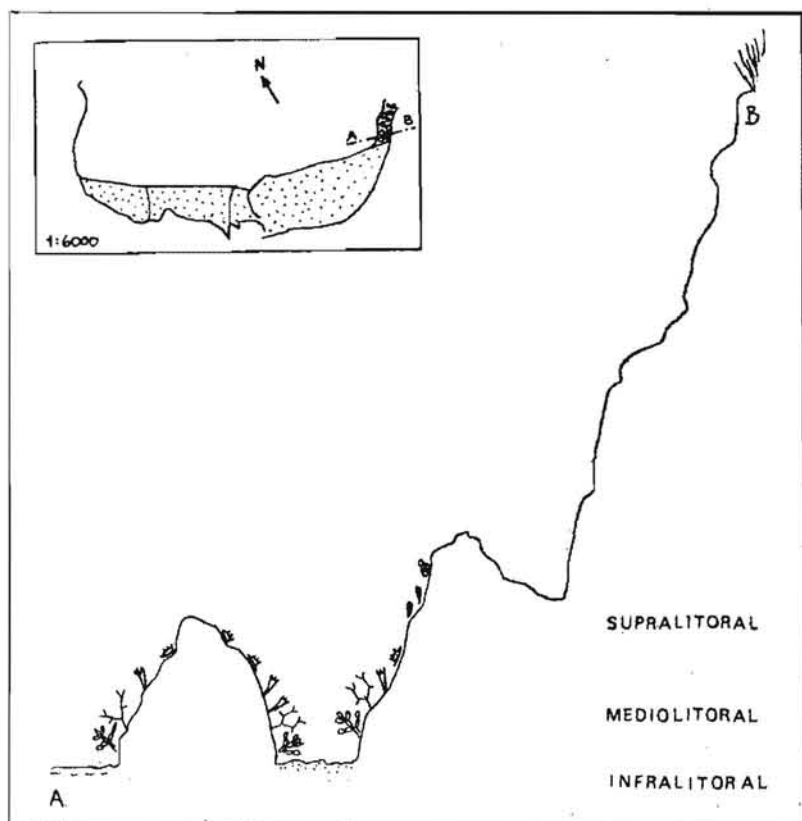 N
A B
1:6000
B
SUPRALITORAL
MEDIOLITORAL
INFRALITORAL
A